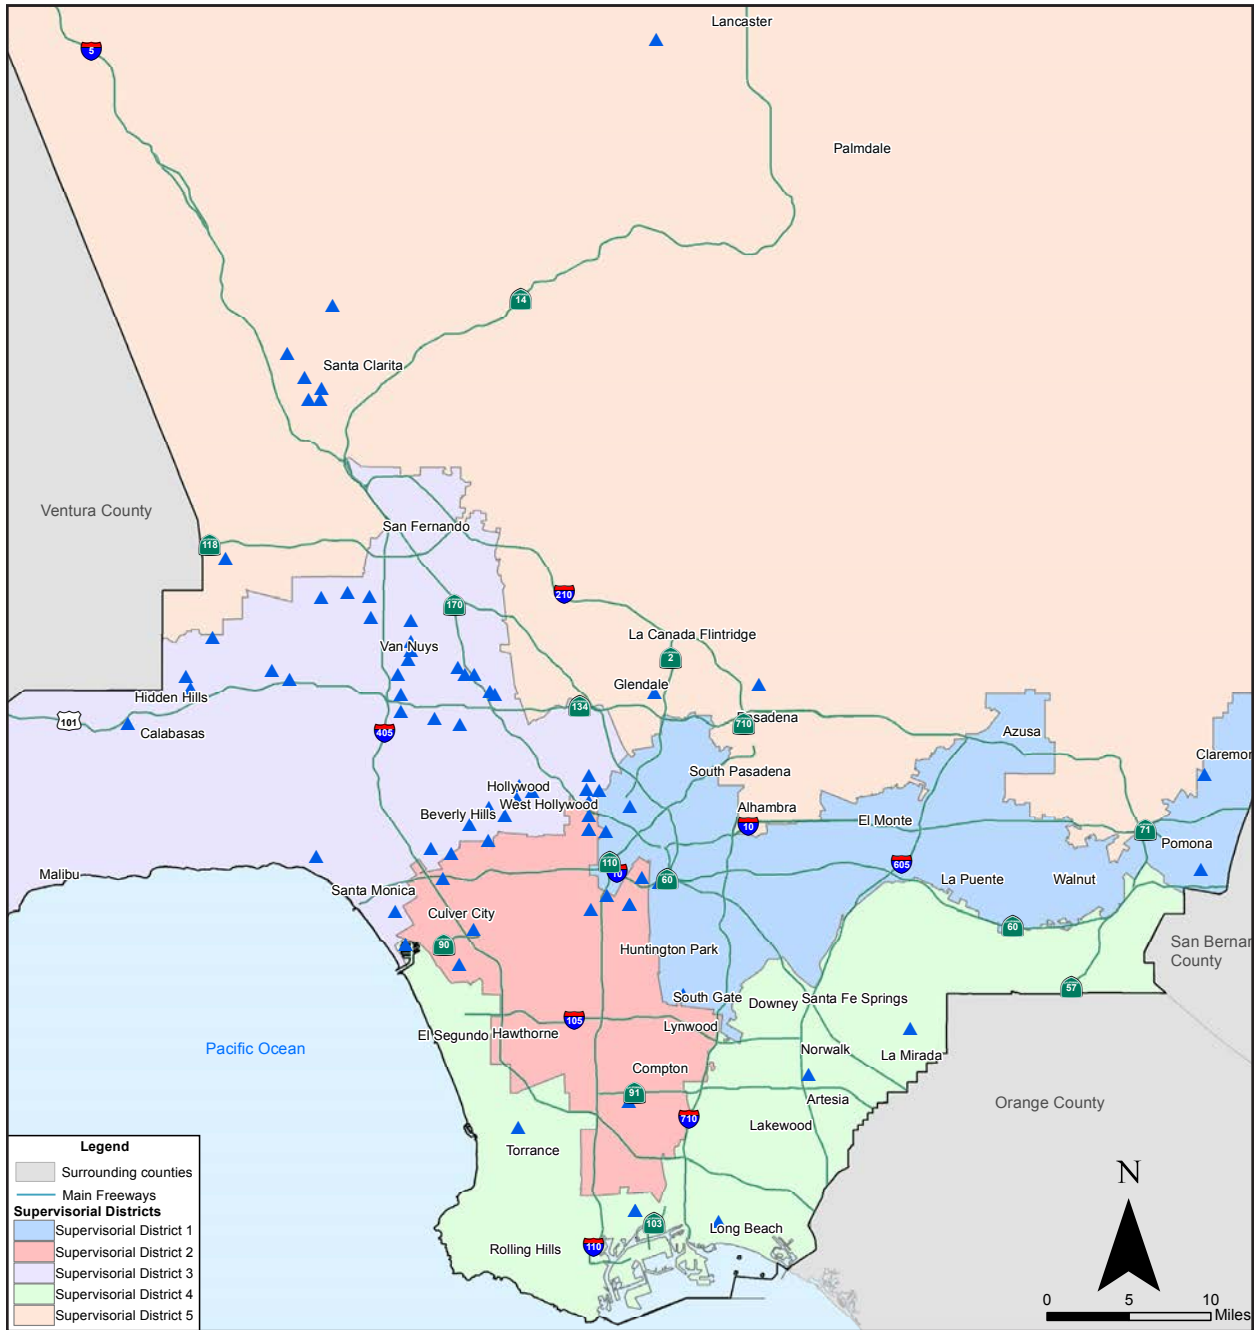 Lancaster
5
Palmdale
14
Santa Clarita
Ventura County
San Fernando
118
210
170
La Canada Flintridge
Van Nuys
2
Glendale
Hidden Hills
134
Pasadena
101
710
Calabasas
405
Azusa
Claremon
South Pasadena
Hollywood
West Hollywood
Beverly Hills
Alhambra
10
El Monte
71
Pomona
110
10
605
60
Malibu
La Puente
Walnut
Santa Monica
Culver City
90
60
Huntington Park
San Bernar
County
57
South Gate
Downey
Santa Fe Springs
105
Lynwood
El Segundo
Hawthorne
Pacific Ocean
Norwalk
La Mirada
Compton
91
Artesia
Orange County
710
Lakewood
Torrance
Legend
Surrounding counties
Main Freeways
Supervisorial Districts
Supervisorial District 1
Supervisorial District 2
Supervisorial District 3
Supervisorial District 4
Supervisorial District 5
103
Long Beach
110
Rolling Hills
N
0 5 10
Miles